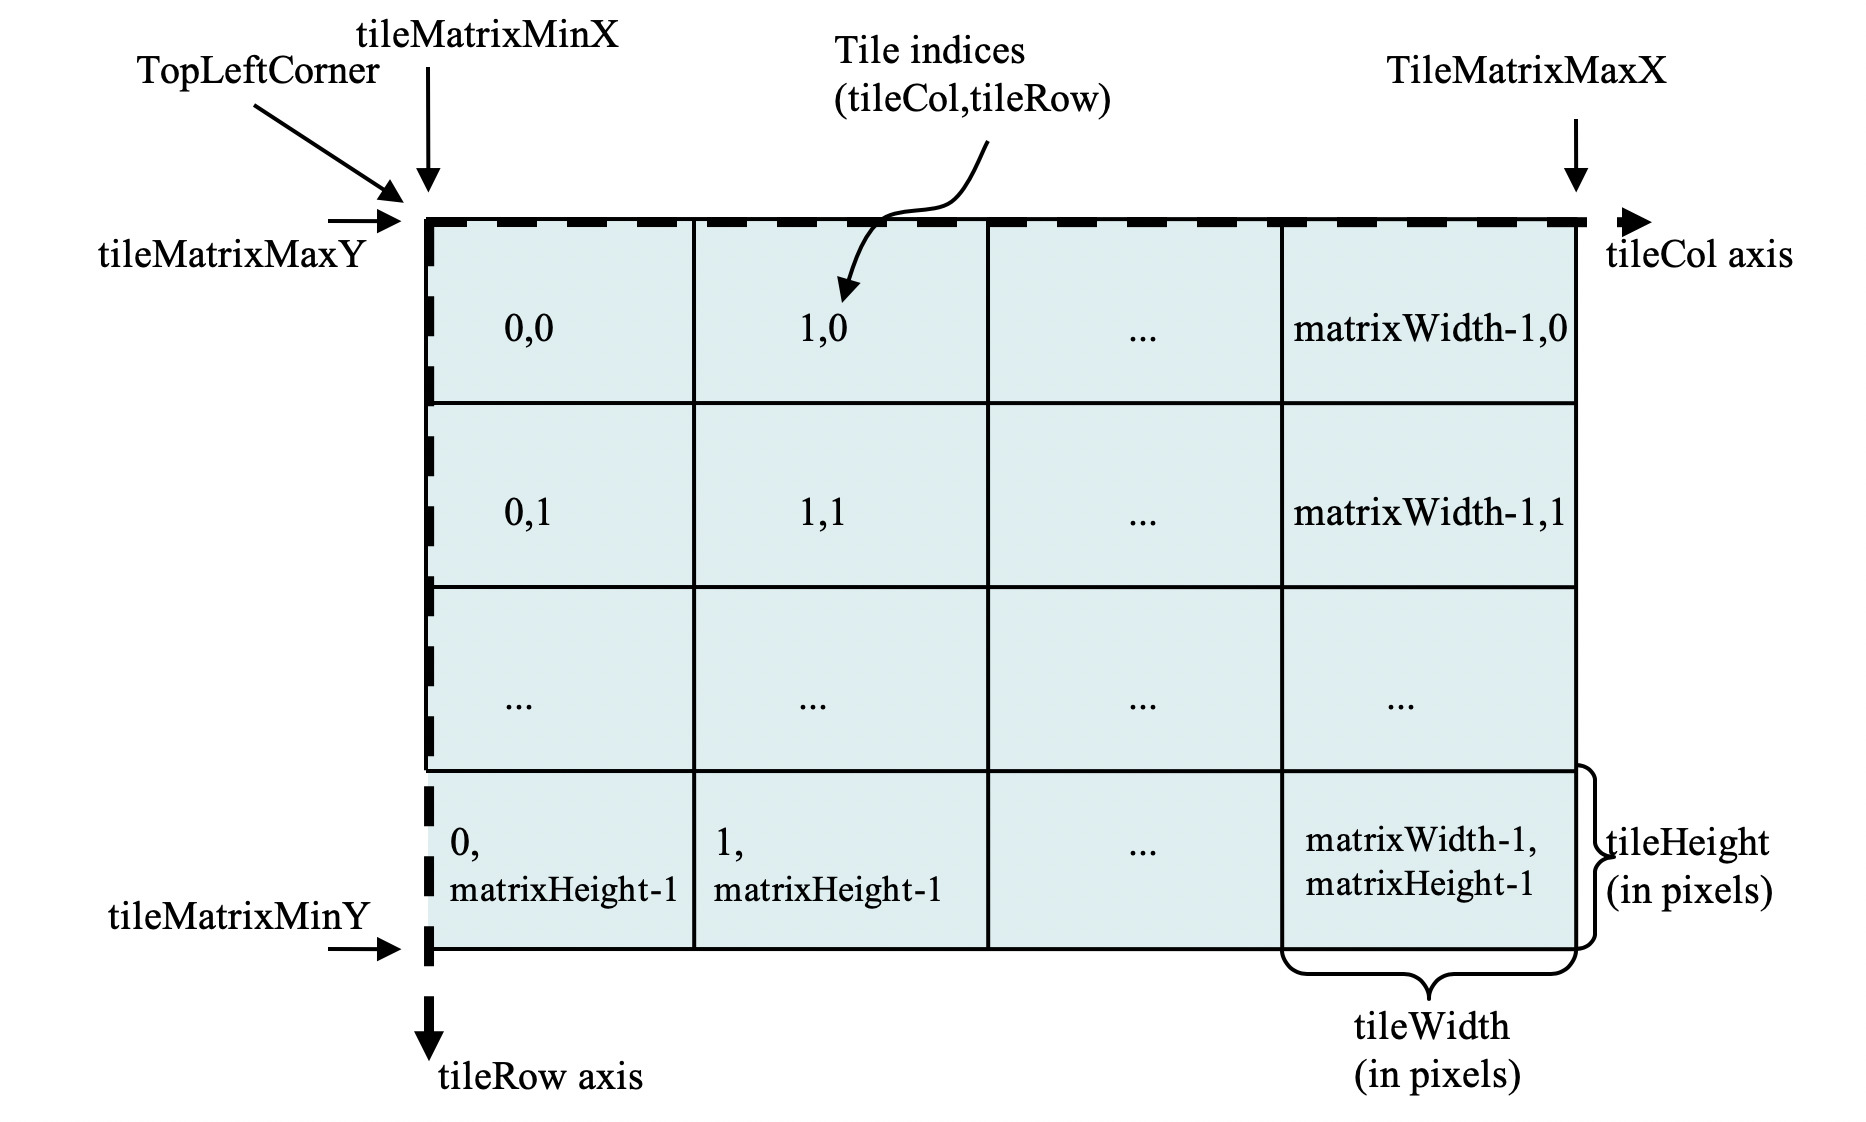 tileMatrixMinX
TopLeftCorner
Tile indices
(tileCol,tileRow)
TileMatrixMaxX
tileMatrixMaxY
tileCol axis
0,0
1,0
...
matrixWidth-1,0
0,1
1,1
...
matrixWidth-1,1
...
...
...
...
0,
matrixHeight-1
1,
matrixHeight-1
...
matrixWidth-1,
matrixHeight-1
tileHeight
(in pixels)
tileMatrixMinY
tileWidth
(in pixels)
tileRow axis